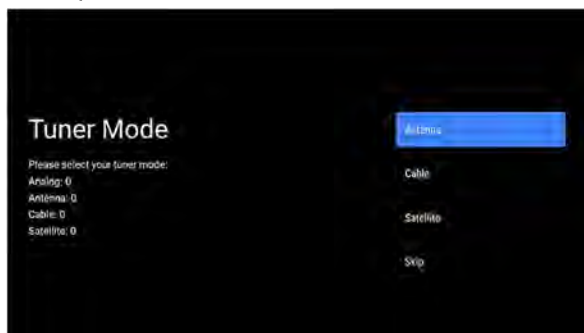 Tuner Mode
Please select your tuner mode:
Analog: 0
Antenna: 0
Cable: 0
Satellite: 0
Antenna
Cable
Satellite
Skip